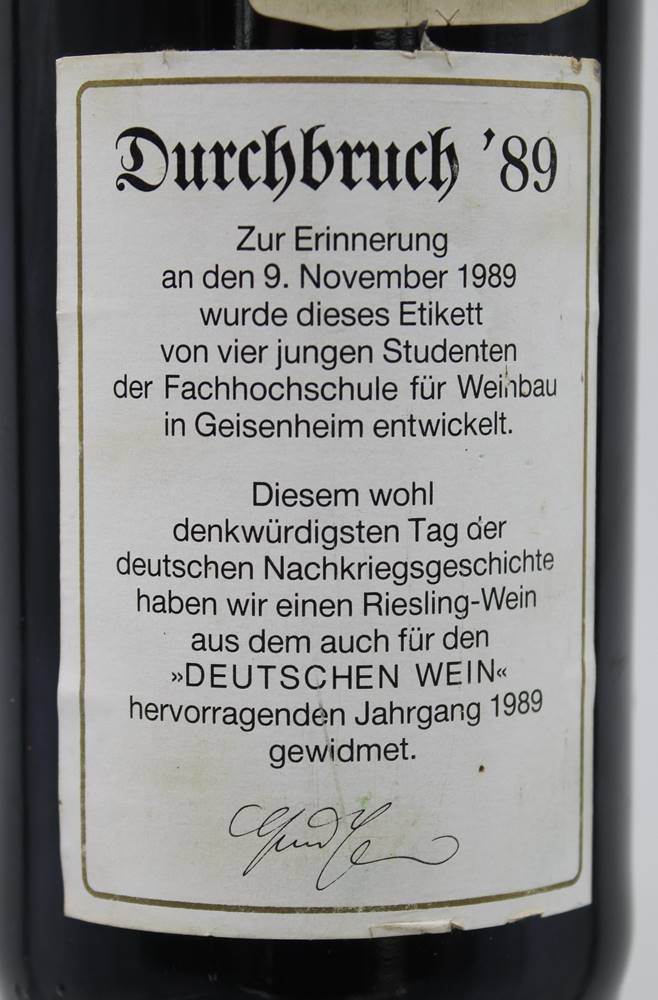 Durchbruch '89
Zur Erinnerung
an den 9. November 1989
wurde dieses Etikett
von vier jungen Studenten
der Fachhochschule für Weinbau
in Geisenheim entwickelt.
Diesem wohl
denkwürdigsten Tag der
deutschen Nachkriegsgeschichte
haben wir einen Riesling-Wein
aus dem auch für den
»DEUTSCHEN WEIN«
hervorragenden Jahrgang 1989
gewidmet.